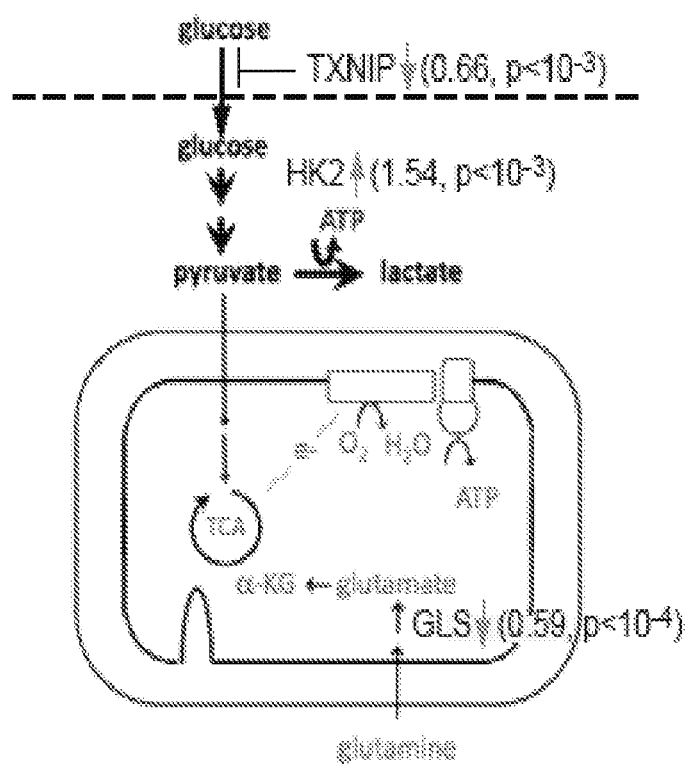 glucose
TXNIP↓(0.66, p<10-3)
glucose
HK2↑(1.54, p<10-3)
ATP
pyruvate → lactate
O2 H2O
e-
ATP
TCA
α-KG ← glutamate
GLS↓(0.59, p<10-4)
glutamine